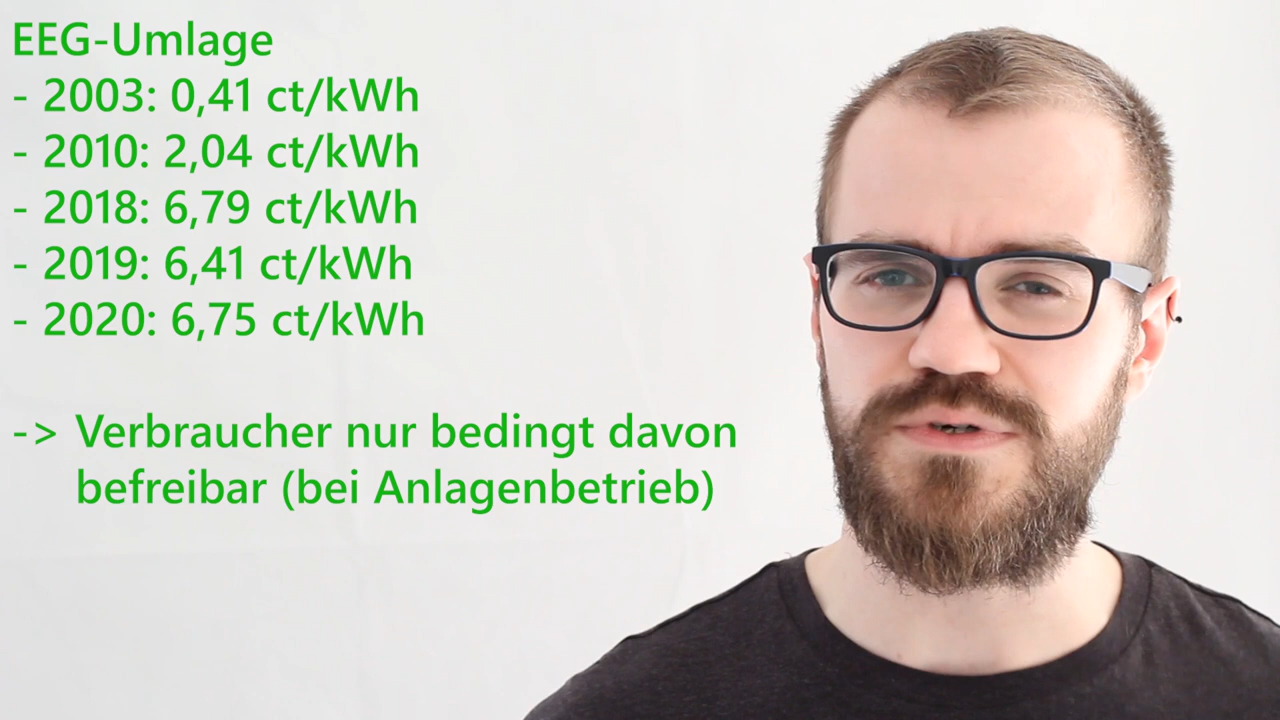 EEG-Umlage
- 2003: 0,41 ct/kWh
- 2010: 2,04 ct/kWh
- 2018: 6,79 ct/kWh
- 2019: 6,41 ct/kWh
- 2020: 6,75 ct/kWh
-> Verbraucher nur bedingt davon
befreibar (bei Anlagenbetrieb)